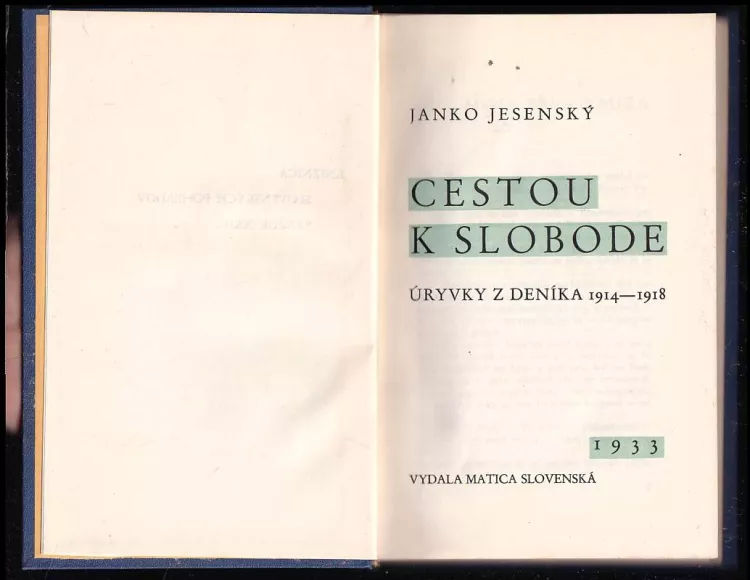 JANKO JESENSKÝ
CESTOU
K SLOBODE
ÚRYVKY Z DENÍKA 1914—1918
1933
VYDALA MATICA SLOVENSKÁ